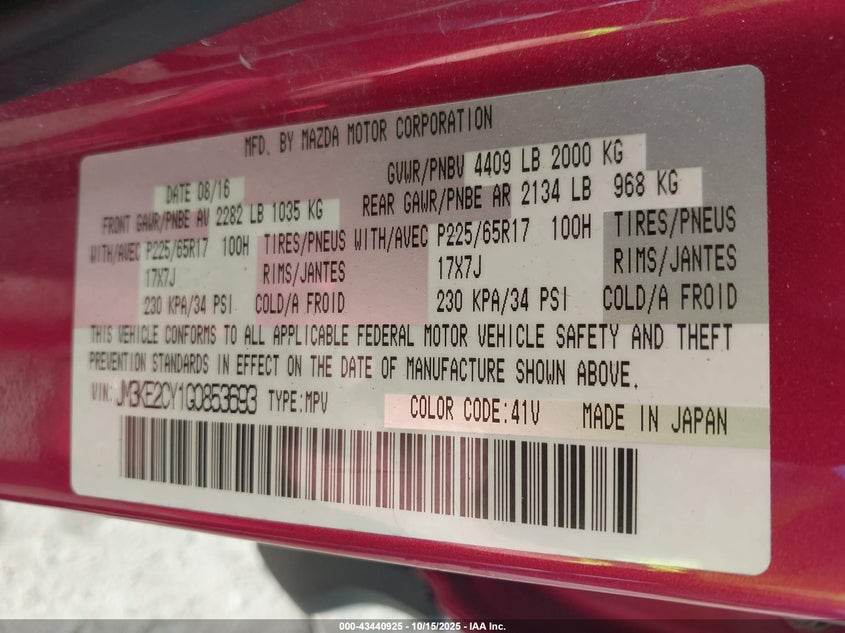 MFD. BY MAZDA MOTOR CORPORATION
GVWR/PNBV 4409 LB 2000 KG
DATE 08/16
FRONT GAWR/PNBE AV 2282 LB 1035 KG REAR GAWR/PNBE AR 2134 LB 968 KG
WITH/AVEC P225/65R17 100H TIRES/PNEUS WITH/AVEC P225/65R17 100H TIRES/PNEUS
17X7J RIMS/JANTES 17X7J RIMS/JANTES
230 KPA/34 PSI COLD/A FROID 230 KPA/34 PSI COLD/A FROID
THIS VEHICLE CONFORMS TO ALL APPLICABLE FEDERAL MOTOR VEHICLE SAFETY AND THEFT
PREVENTION STANDARDS IN EFFECT ON THE DATE OF MANUFACTURE SHOWN ABOVE.
VIN: JM3KE2CY1G0853693 TYPE:MPV COLOR CODE:41V MADE IN JAPAN
000-43440925 - 10/15/2025 - IAA Inc.